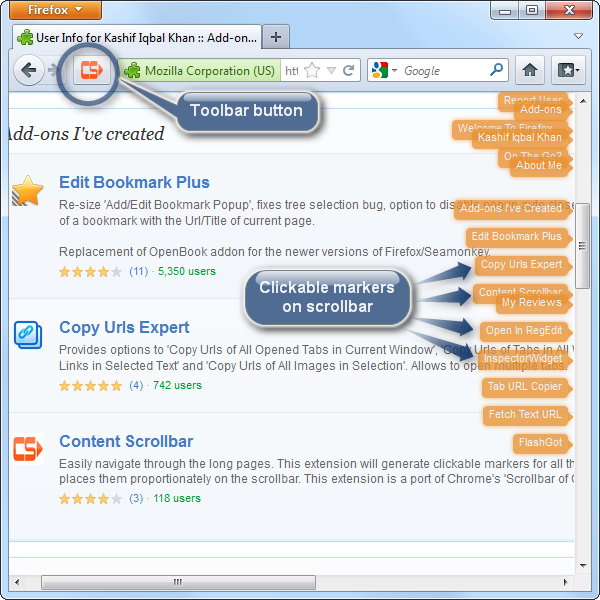 Firefox
User Info for Kashif Iqbal Khan :: Add-on...
Mozilla Corporation (US)
Google
Toolbar button
Report User
Add-ons
Welcome To Firefox
Kashif Iqbal Khan
On The Go?
About Me
Add-ons I've created
Add-ons I've Created
Edit Bookmark Plus
Edit Bookmark Plus
Re-size 'Add/Edit Bookmark Popup', fixes tree selection bug, option to
of a bookmark with the Url/Title of current page.
Replacement of OpenBook addon for the newer versions of Firefox/Seamonkey.
(11) · 5,350 users
Copy Urls Expert
Content Scrollbar
My Reviews
Open In RegEdit
InspectorWidget
Tab URL Copier
Fetch Text URL
FlashGot
Clickable markers
on scrollbar
Copy Urls Expert
Provides options to 'Copy Urls of All Opened Tabs in Current Window', 'Copy Urls of Tabs in All
Links in Selected Text' and 'Copy Urls of All Images in Selection'. Allows to open multiple tabs.
(4) · 742 users
CS
Content Scrollbar
Easily navigate through the long pages. This extension will generate clickable markers for all
places them proportionately on the scrollbar. This extension is a port of Chrome's 'Scrollbar of
(3) · 118 users